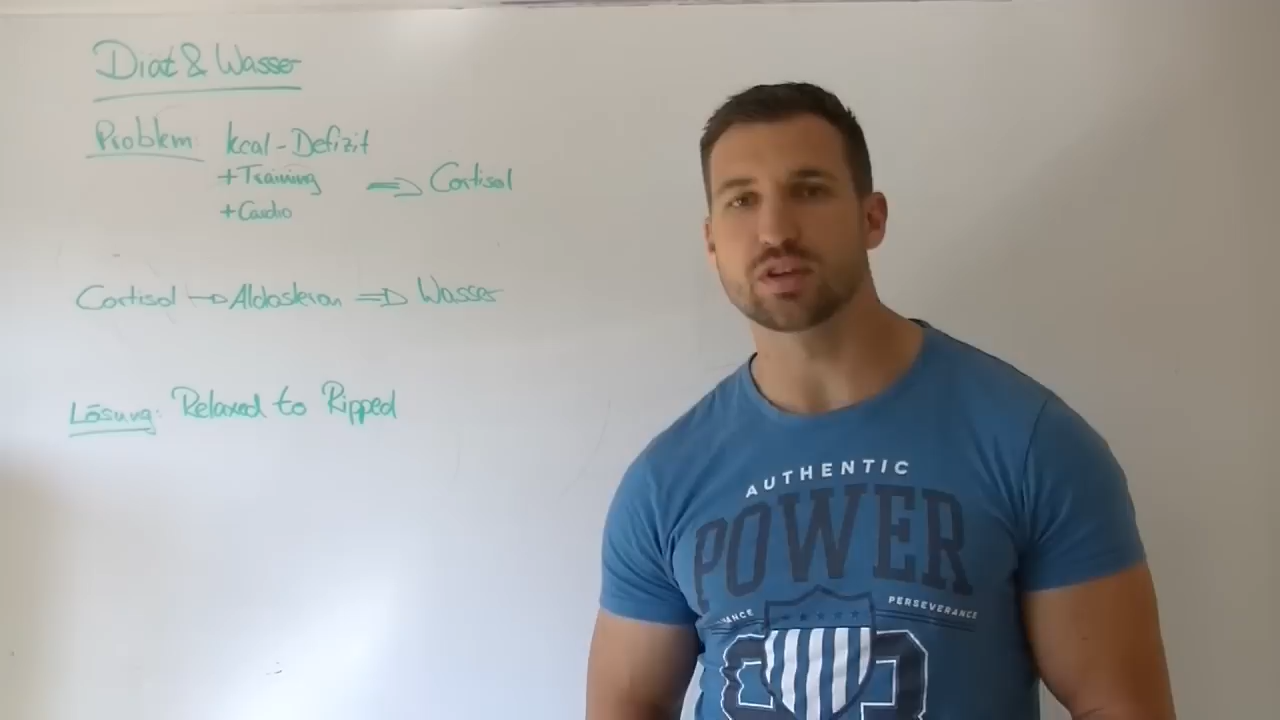 Diät & Wasser
Problem: kcal-Defizit
+Training ⇒ Cortisol
+Cardio
Cortisol → Aldosteron ⇒ Wasser
Lösung: Relaxed to Ripped
AUTHENTIC
POWER
PERSEVERANCE